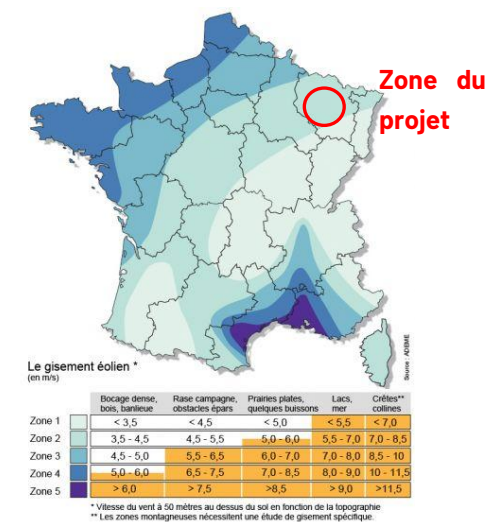 Zone du
projet
Source : ADEME
Le gisement éolien *
(en m/s)
Bocage dense, bois, banlieue | Rase campagne, obstacles épars | Prairies plates, quelques buissons | Lacs, mer | Crêtes** collines
Zone 1 < 3,5 < 4,5 < 5,0 < 5,5 < 7,0
Zone 2 3,5 - 4,5 4,5 - 5,5 5,0 - 6,0 5,5 - 7,0 7,0 - 8,5
Zone 3 4,5 - 5,0 5,5 - 6,5 6,0 - 7,0 7,0 - 8,0 8,5 - 10
Zone 4 5,0 - 6,0 6,5 - 7,5 7,0 - 8,5 8,0 - 9,0 10 - 11,5
Zone 5 > 6,0 > 7,5 >8,5 > 9,0 >11,5
* Vitesse du vent à 50 mètres au dessus du sol en fonction de la topographie
** Les zones montagneuses nécessitent une étude de gisement spécifique.